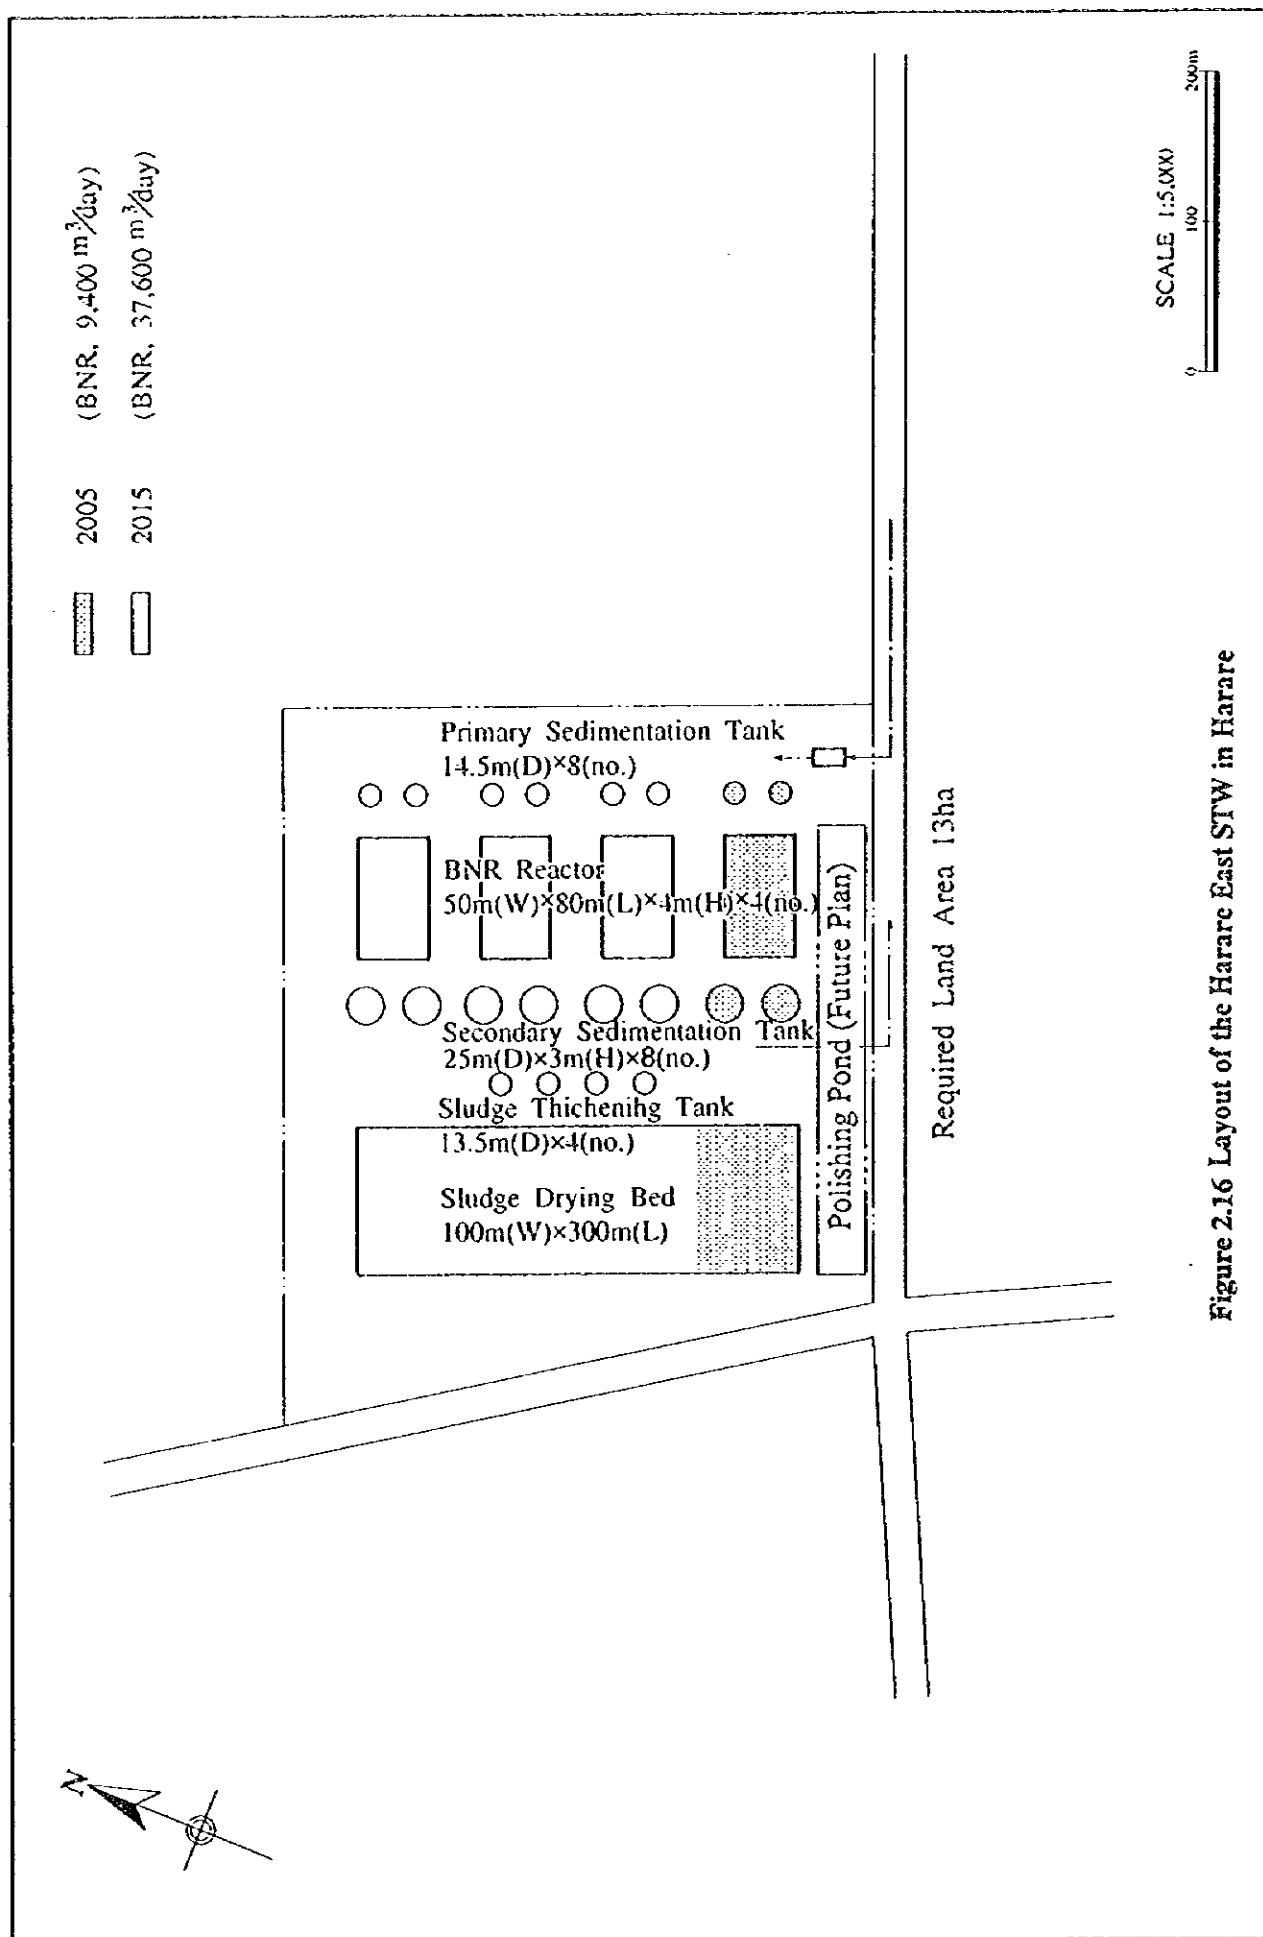 2005 (BNR, 9,400 m³/day)
2015 (BNR, 37,600 m³/day)
Primary Sedimentation Tank
14.5m(D)×8(no.)
BNR Reactor
50m(W)×80m(L)×4m(H)×4(no.)
Secondary Sedimentation Tank
25m(D)×3m(H)×8(no.)
Sludge Thichenihg Tank
13.5m(D)×4(no.)
Sludge Drying Bed
100m(W)×300m(L)
Polishing Pond (Future Plan)
Required Land Area 13ha
N
SCALE 1:5,000
0 100 200m
Figure 2.16 Layout of the Harare East STW in Harare